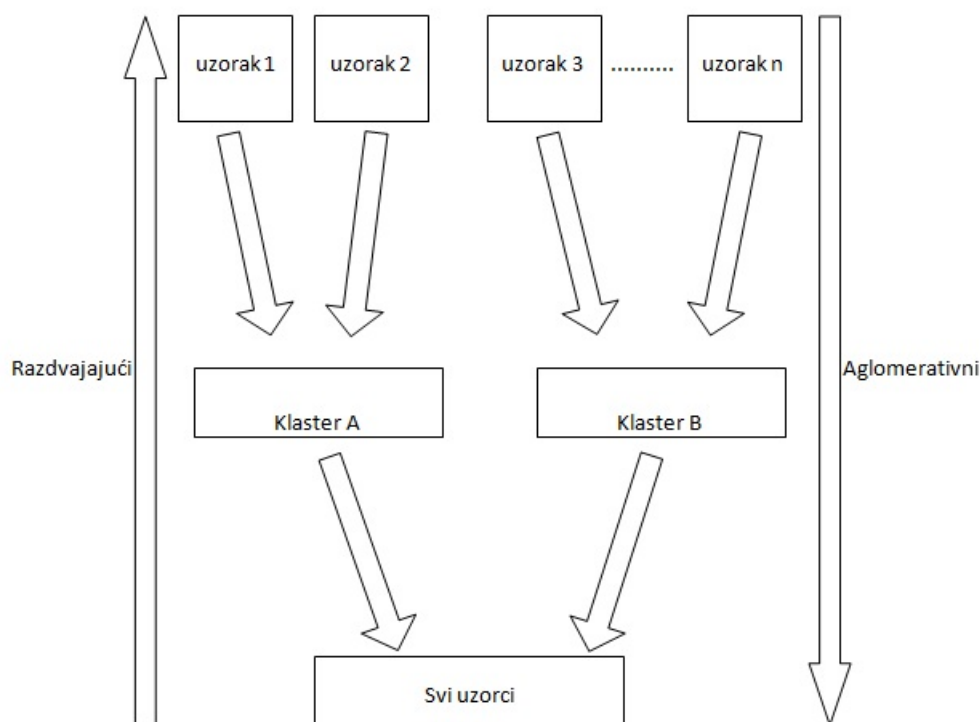 uzorak 1
uzorak 2
uzorak 3
..........
uzorak n
Razdvajajući
Aglomerativni
Klaster A
Klaster B
Svi uzorci